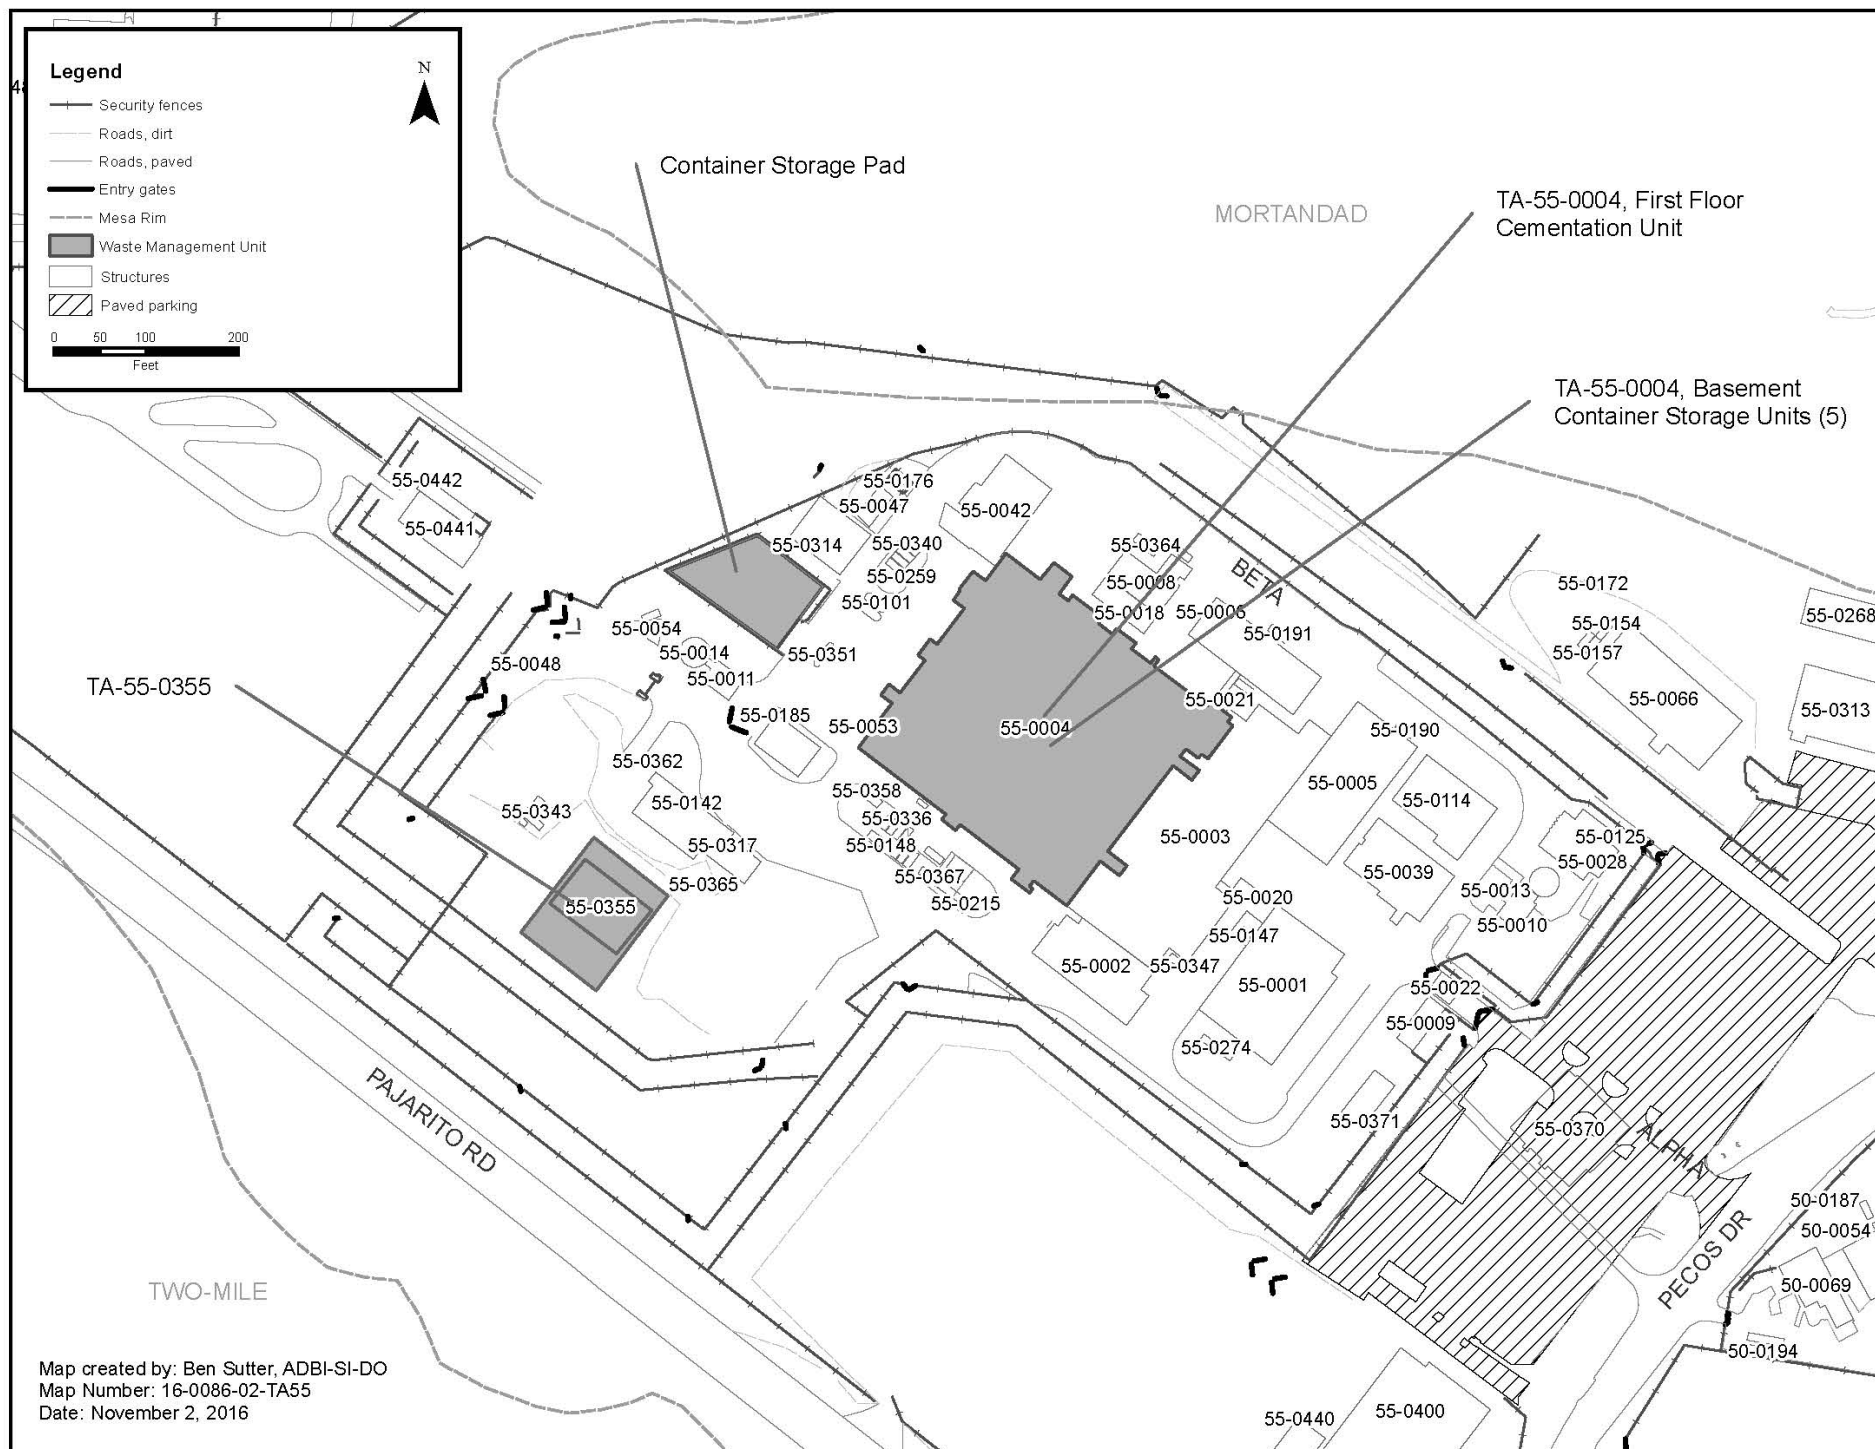 Legend
N
Security fences
Roads, dirt
Roads, paved
Entry gates
Mesa Rim
Waste Management Unit
Structures
Paved parking
0 50 100 200
Feet
Container Storage Pad
MORTANDAD
TA-55-0004, First Floor
Cementation Unit
TA-55-0004, Basement
Container Storage Units (5)
55-0442
55-0441
55-0176
55-0047
55-0042
55-0314
55-0340
55-0259
55-0101
55-0364
55-0008
55-0018
55-0006
55-0191
BETA
55-0172
55-0154
55-0157
55-0268
55-0066
55-0313
55-0054
55-0014
55-0011
55-0351
55-0048
TA-55-0355
55-0185
55-0053
55-0004
55-0021
55-0190
55-0005
55-0114
55-0362
55-0142
55-0343
55-0317
55-0365
55-0355
55-0358
55-0336
55-0148
55-0367
55-0215
55-0003
55-0039
55-0125
55-0028
55-0013
55-0010
55-0020
55-0147
55-0002
55-0347
55-0001
55-0022
55-0009
55-0274
55-0371
55-0370
ALPHA
PAJARITO RD
PECOS DR
50-0187
50-0054
50-0069
50-0194
TWO-MILE
55-0440
55-0400
Map created by: Ben Sutter, ADBI-SI-DO
Map Number: 16-0086-02-TA55
Date: November 2, 2016